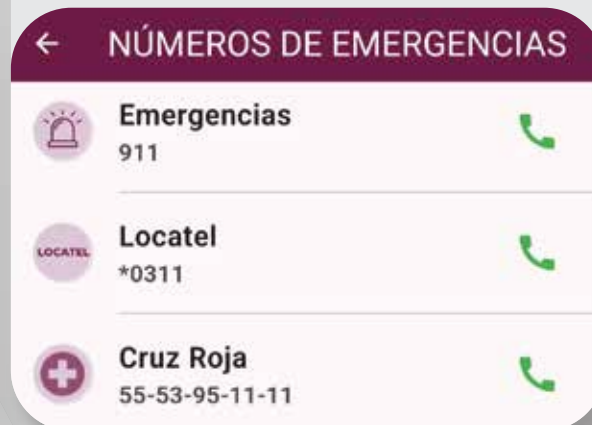 NÚMEROS DE EMERGENCIAS
Emergencias
911
LOCATEL
Locatel
*0311
Cruz Roja
55-53-95-11-11